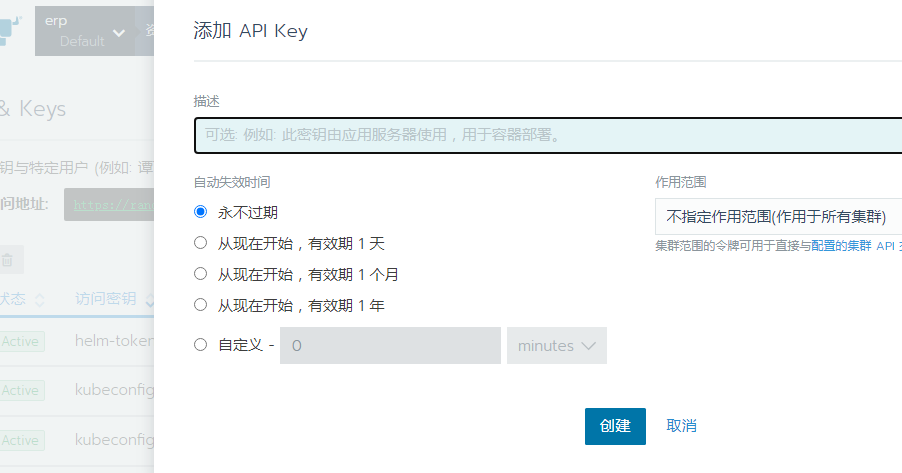 erp
Default
资
& Keys
钥与特定用户 (例如: 谭
问地址:
https://ran
状态
访问密钥
Active
helm-token
Active
kubeconfig
Active
kubeconfig
添加 API Key
描述
可选. 例如: 此密钥由应用服务器使用，用于容器部署。
自动失效时间
作用范围
永不过期
不指定作用范围(作用于所有集群)
从现在开始，有效期 1 天
集群范围的令牌可用于直接与配置的集群 API
从现在开始，有效期 1 个月
从现在开始，有效期 1 年
自定义 -
0
minutes
创建
取消